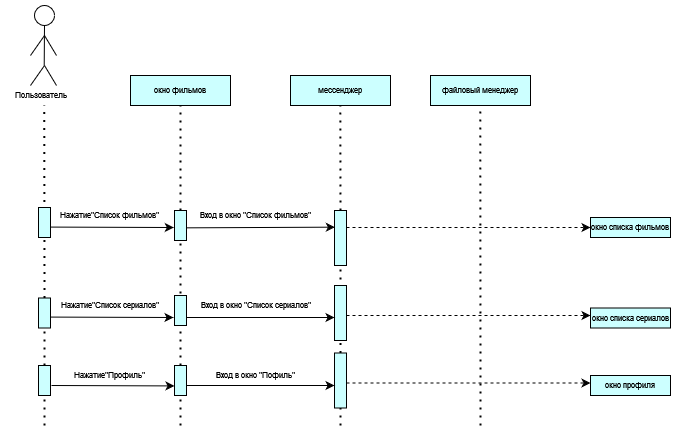 Пользователь
окно фильмов
мессенджер
файловый менеджер
Нажатие"Список фильмов"
Вход в окно "Список фильмов"
окно списка фильмов
Нажатие"Список сериалов"
Вход в окно "Список сериалов"
окно списка сериалов
Нажатие"Профиль"
Вход в окно "Пофиль"
окно профиля